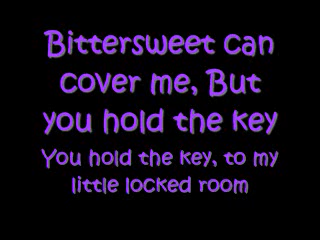 Bittersweet can
cover me, But
you hold the key
You hold the key, to my
little locked room